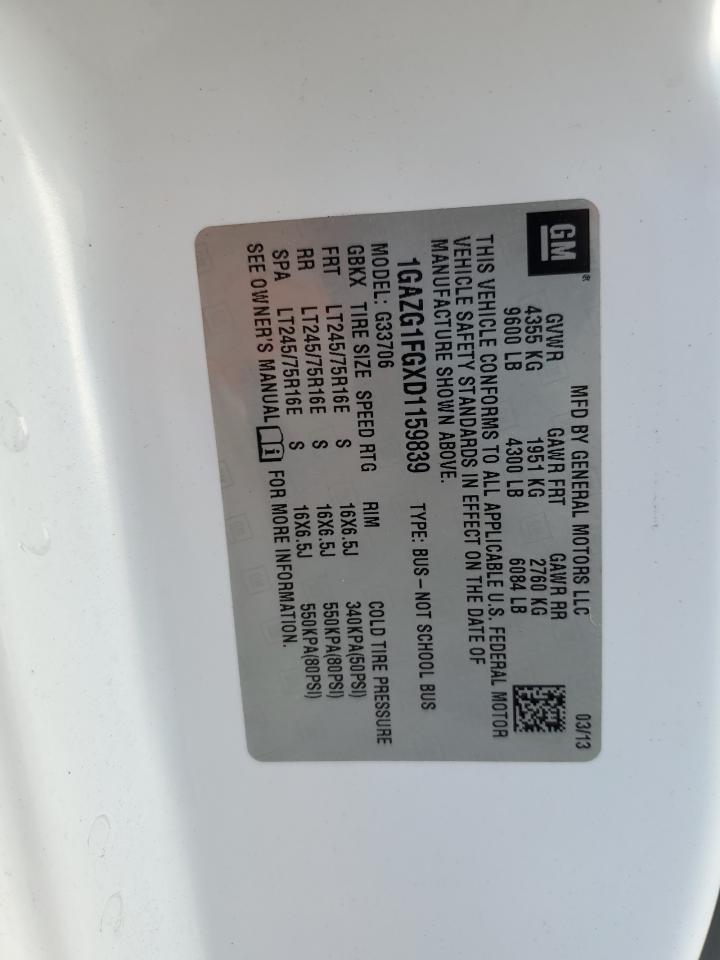 GM ®
MFD BY GENERAL MOTORS LLC 03/13
GVWR GAWR FRT GAWR RR
4355 KG 1951 KG 2760 KG
9600 LB 4300 LB 6084 LB
THIS VEHICLE CONFORMS TO ALL APPLICABLE U.S. FEDERAL MOTOR
VEHICLE SAFETY STANDARDS IN EFFECT ON THE DATE OF
MANUFACTURE SHOWN ABOVE.
1GAZG1FGXD1159839 TYPE: BUS-NOT SCHOOL BUS
MODEL: G33706
GBKX TIRE SIZE SPEED RTG RIM COLD TIRE PRESSURE
FRT LT245/75R16E S 16X6.5J 340KPA(50PSI)
RR LT245/75R16E S 16X6.5J 550KPA(80PSI)
SPA LT245/75R16E S 16X6.5J 550KPA(80PSI)
SEE OWNER'S MANUAL FOR MORE INFORMATION.